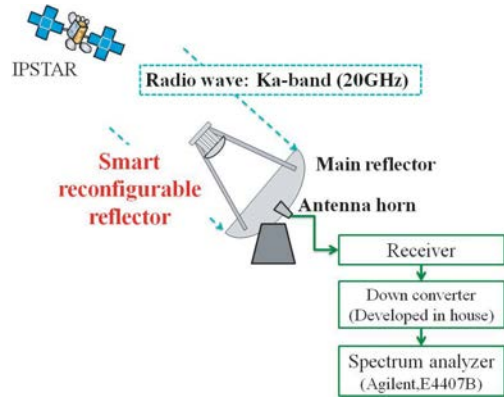 IPSTAR
Radio wave: Ka-band (20GHz)
Smart
reconfigurable
reflector
Main reflector
Antenna horn
Receiver
Down converter
(Developed in house)
Spectrum analyzer
(Agilent,E4407B)